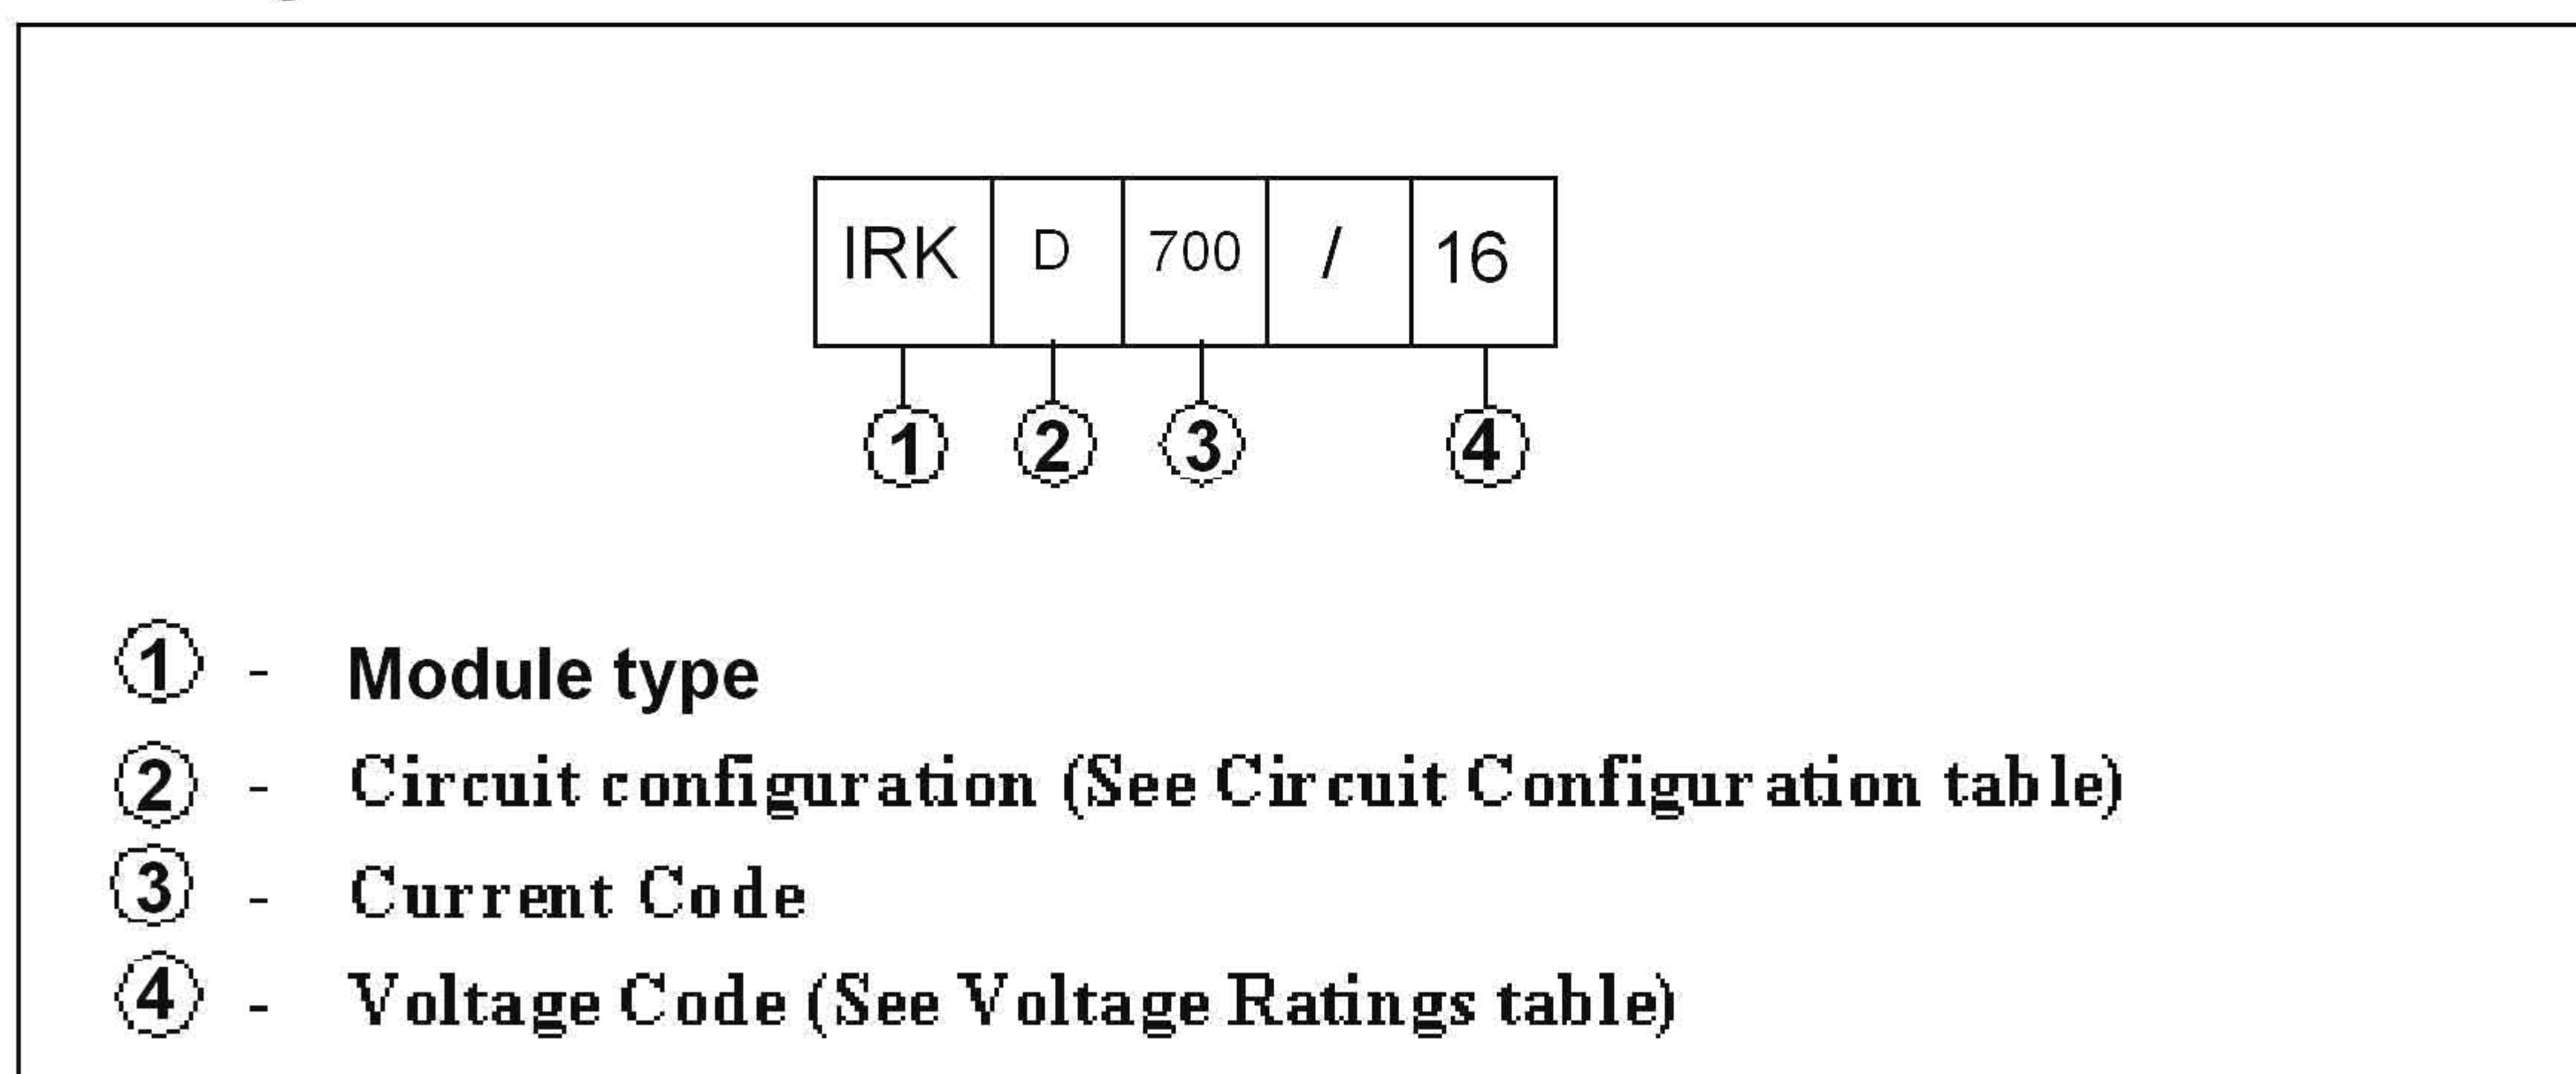 IRK D 700 / 16
1 2 3 4
1 - Module type
2 - Circuit configuration (See Circuit Configuration table)
3 - Current Code
4 - Voltage Code (See Voltage Ratings table)